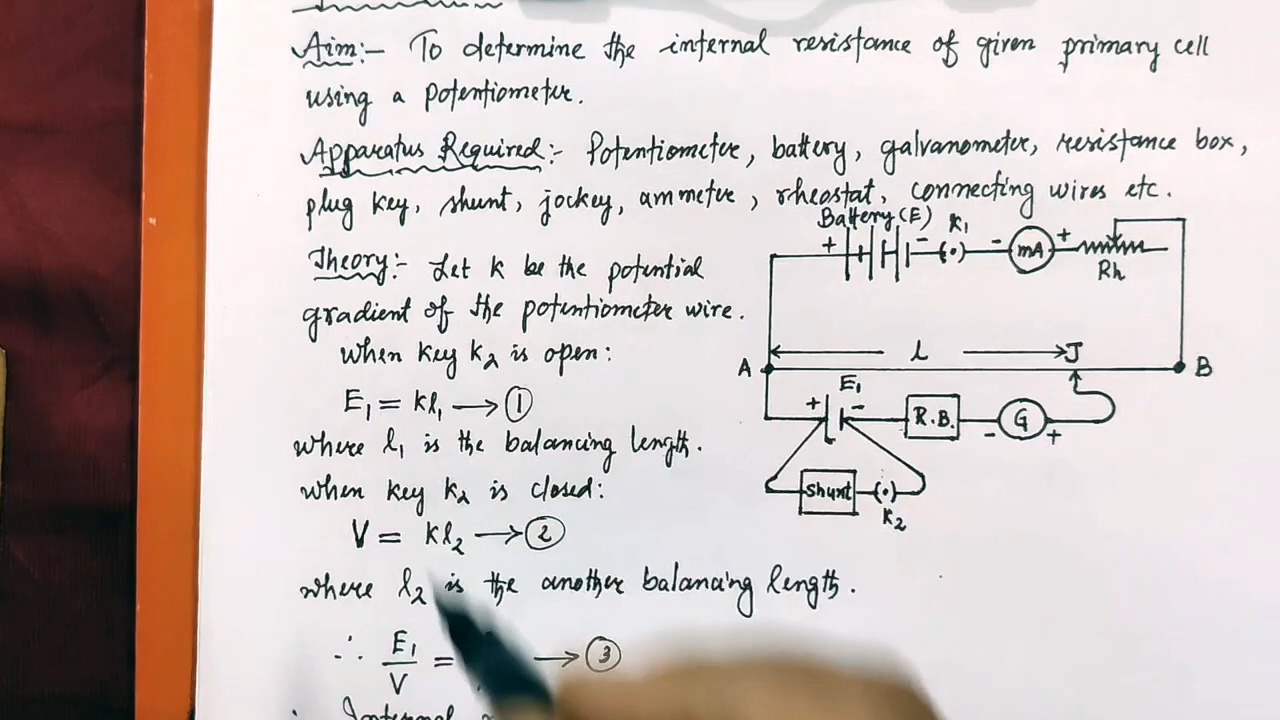 Aim:- To determine the internal resistance of given primary cell
using a potentiometer.
Apparatus Required:- Potentiometer, battery, galvanometer, resistance box,
plug key, shunt, jockey, ammeter, rheostat, connecting wires etc.
Theory:- Let k be the potential
gradient of the potentiometer wire.
when key k₂ is open:
E₁ = kl₁ → ①
where l₁ is the balancing length.
when key k₂ is closed:
V = kl₂ → ②
where l₂ is the another balancing length.
∴ E₁/V = → ③
Internal
Battery (E) K₁
+ - - mA +
Rh
l J
A B
E₁
+ - R.B. - G +
Shunt
K₂